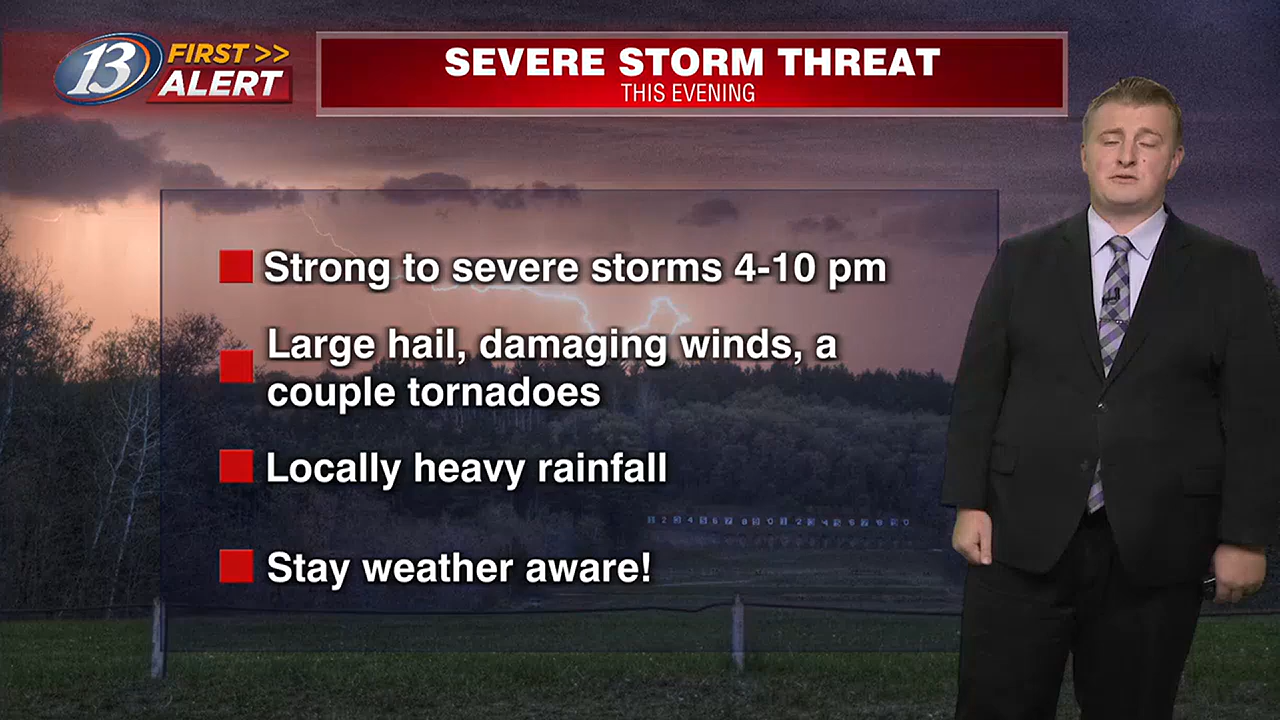 13 FIRST >>
ALERT
SEVERE STORM THREAT
THIS EVENING
Strong to severe storms 4-10 pm
Large hail, damaging winds, a
couple tornadoes
Locally heavy rainfall
Stay weather aware!